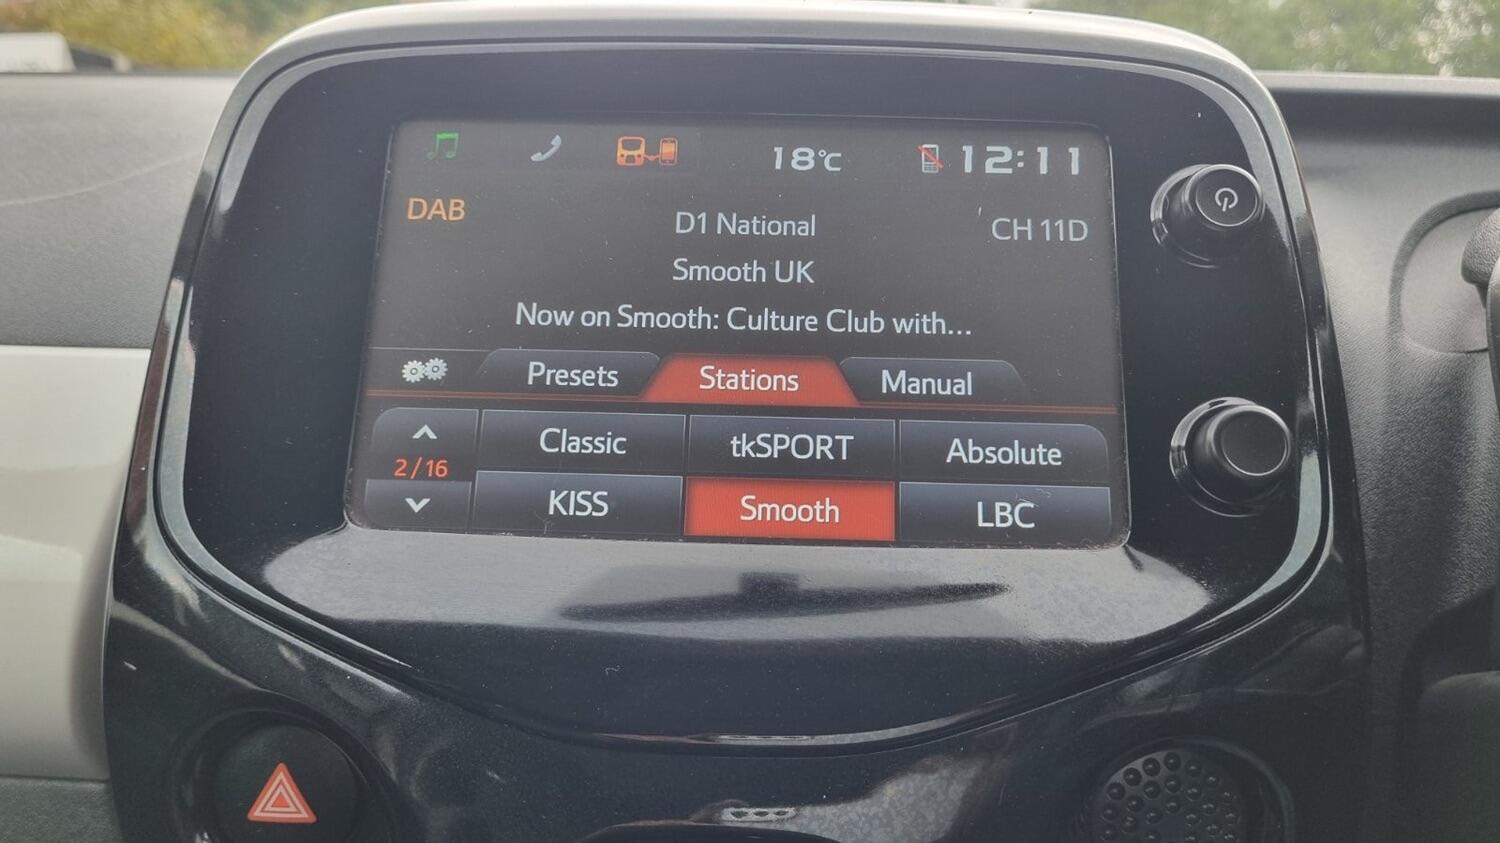 18°C
12:11
DAB
D1 National
CH 11D
Smooth UK
Now on Smooth: Culture Club with...
Presets
Stations
Manual
Classic
tkSPORT
Absolute
2/16
KISS
Smooth
LBC